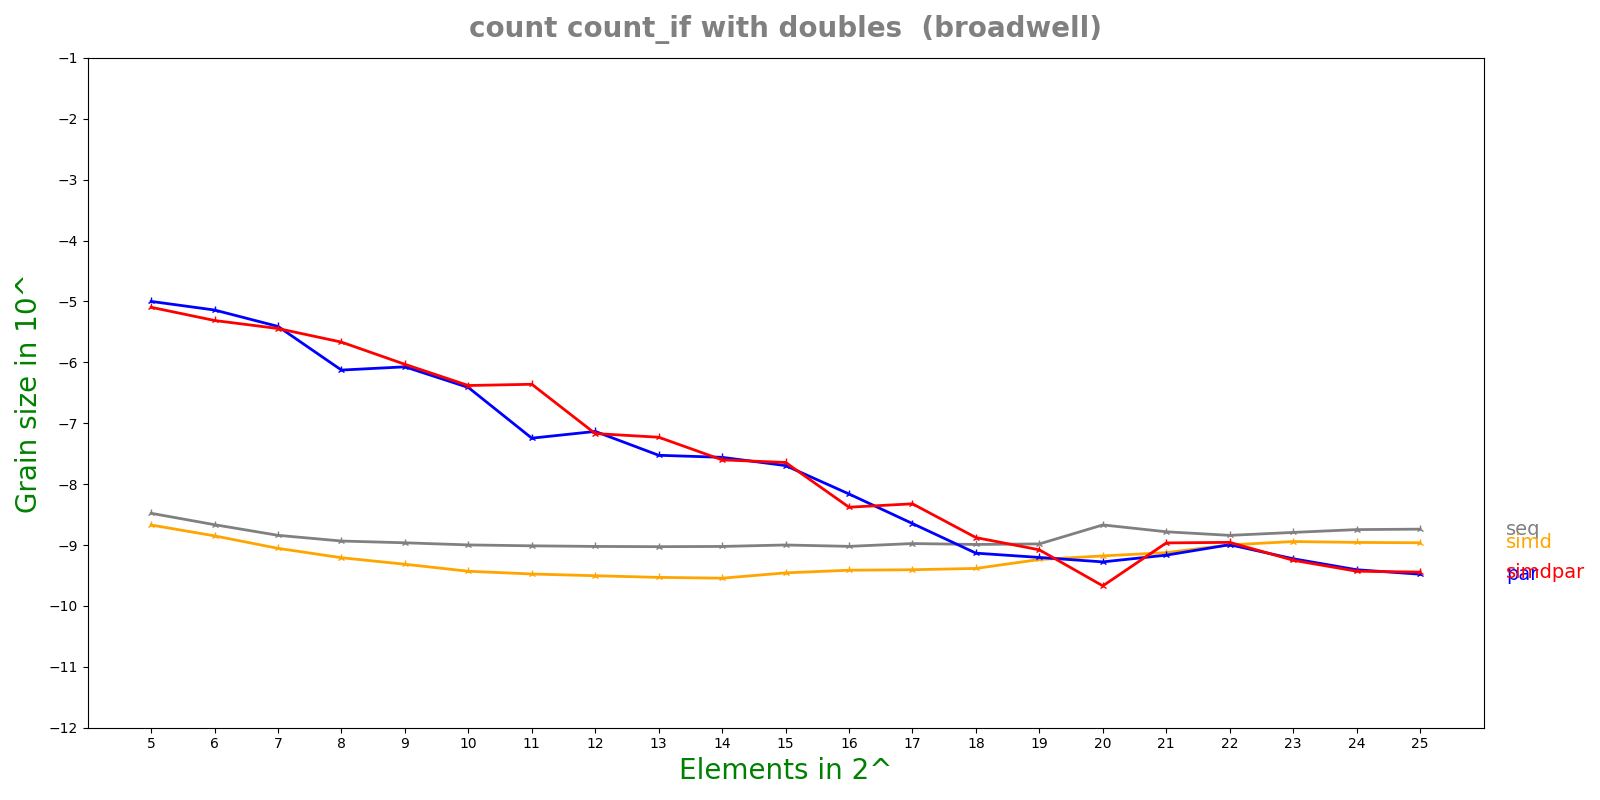 count count_if with doubles  (broadwell)
Grain size in 10^
−1
−2
−3
−4
−5
−6
−7
−8
−9
−10
−11
−12
seq
simd
simdpar
par
5 6 7 8 9 10 11 12 13 14 15 16 17 18 19 20 21 22 23 24 25
Elements in 2^